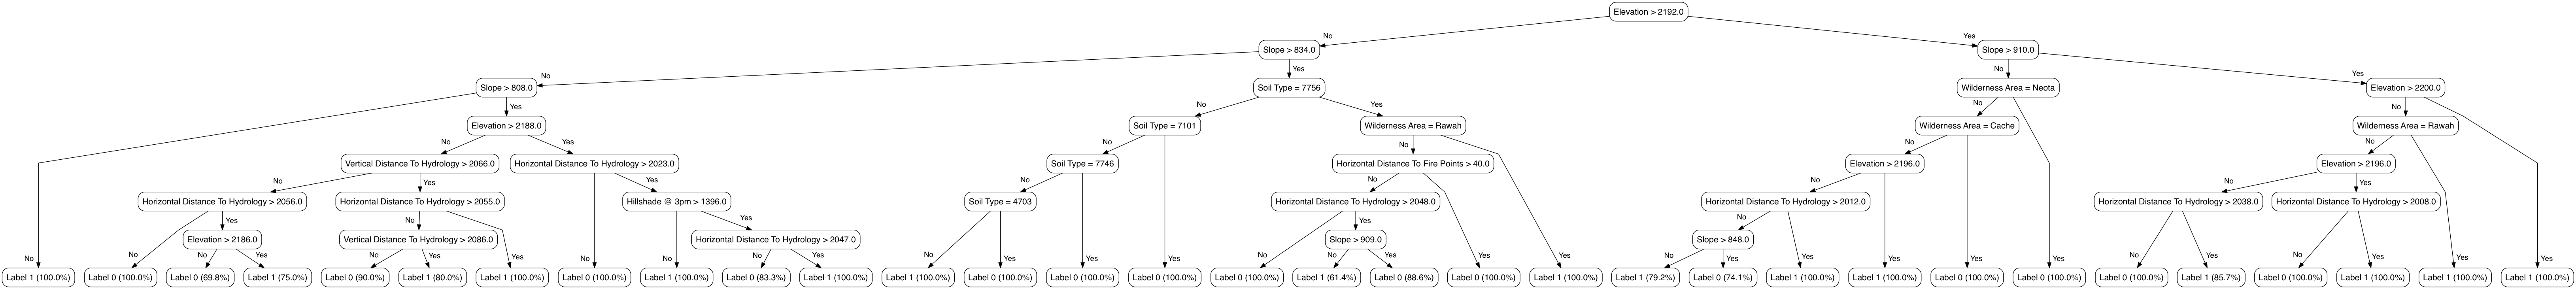 Elevation > 2192.0
No
Yes
Slope > 834.0
Slope > 910.0
No
Yes
No
Yes
Slope > 808.0
Soil Type = 7756
Wilderness Area = Neota
Elevation > 2200.0
Yes
No
Yes
No
No
Elevation > 2188.0
Soil Type = 7101
Wilderness Area = Rawah
Wilderness Area = Cache
Wilderness Area = Rawah
No
Yes
No
No
No
No
Vertical Distance To Hydrology > 2066.0
Horizontal Distance To Hydrology > 2023.0
Soil Type = 7746
Horizontal Distance To Fire Points > 40.0
Elevation > 2196.0
Elevation > 2196.0
No
Yes
Yes
No
No
No
No
Yes
Horizontal Distance To Hydrology > 2056.0
Horizontal Distance To Hydrology > 2055.0
Hillshade @ 3pm > 1396.0
Soil Type = 4703
Horizontal Distance To Hydrology > 2048.0
Horizontal Distance To Hydrology > 2012.0
Horizontal Distance To Hydrology > 2038.0
Horizontal Distance To Hydrology > 2008.0
Yes
No
Yes
Yes
No
Elevation > 2186.0
Vertical Distance To Hydrology > 2086.0
Horizontal Distance To Hydrology > 2047.0
Slope > 909.0
Slope > 848.0
No
No
No
Yes
No
Yes
Yes
No
No
No
Yes
No
Yes
Yes
Yes
No
No
Yes
Yes
Yes
No
Yes
Yes
Yes
Yes
Yes
No
Yes
No
Yes
Yes
Yes
Label 1 (100.0%)
Label 0 (100.0%)
Label 0 (69.8%)
Label 1 (75.0%)
Label 0 (90.0%)
Label 1 (80.0%)
Label 1 (100.0%)
Label 0 (100.0%)
Label 1 (100.0%)
Label 0 (83.3%)
Label 1 (100.0%)
Label 1 (100.0%)
Label 0 (100.0%)
Label 0 (100.0%)
Label 0 (100.0%)
Label 0 (100.0%)
Label 1 (61.4%)
Label 0 (88.6%)
Label 0 (100.0%)
Label 1 (100.0%)
Label 1 (79.2%)
Label 0 (74.1%)
Label 1 (100.0%)
Label 1 (100.0%)
Label 0 (100.0%)
Label 0 (100.0%)
Label 0 (100.0%)
Label 1 (85.7%)
Label 0 (100.0%)
Label 1 (100.0%)
Label 1 (100.0%)
Label 1 (100.0%)